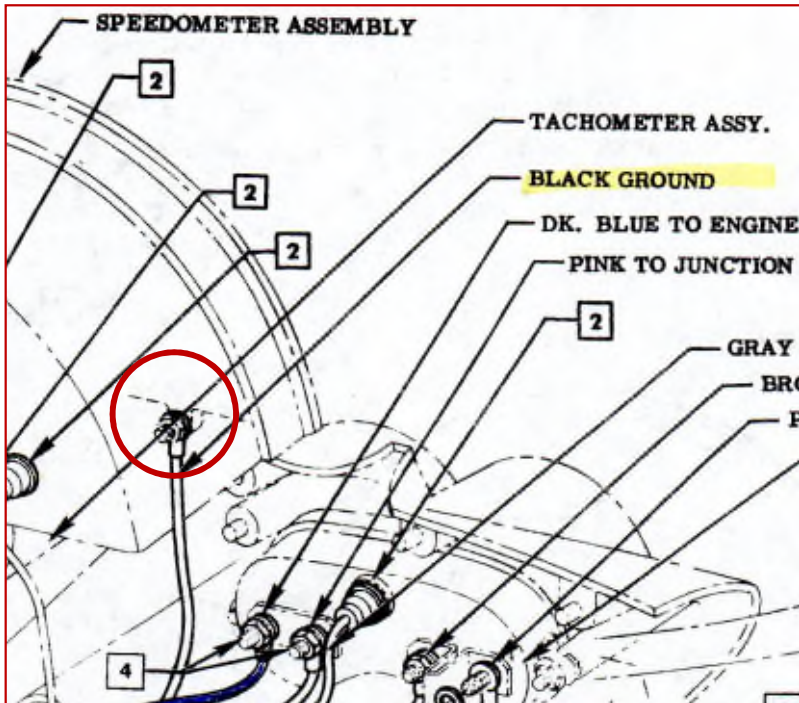 SPEEDOMETER ASSEMBLY
2
TACHOMETER ASSY.
BLACK GROUND
2
DK. BLUE TO ENGINE
2
PINK TO JUNCTION
2
GRAY
4